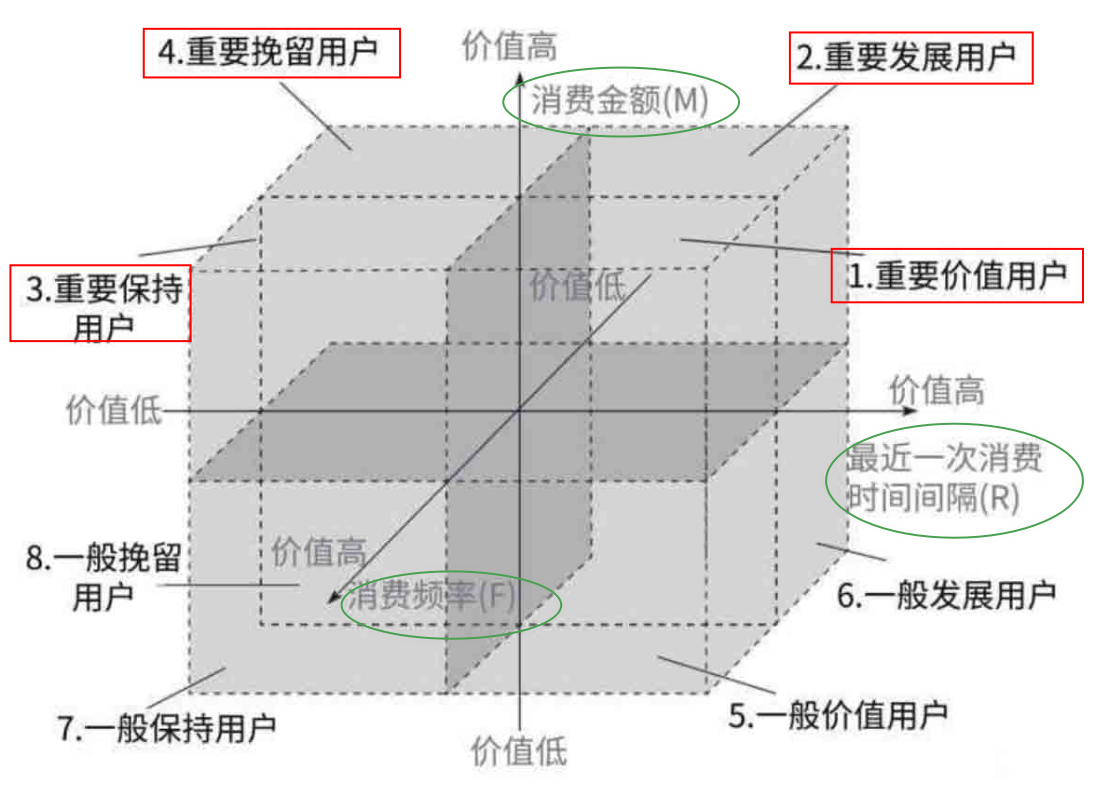 价值高
4.重要挽留用户
2.重要发展用户
消费金额(M)
1.重要价值用户
3.重要保持
用户
价值低
价值高
价值低
最近一次消费
时间间隔(R)
8.一般挽留
用户
价值高
消费频率(F)
6.一般发展用户
7.一般保持用户
5.一般价值用户
价值低